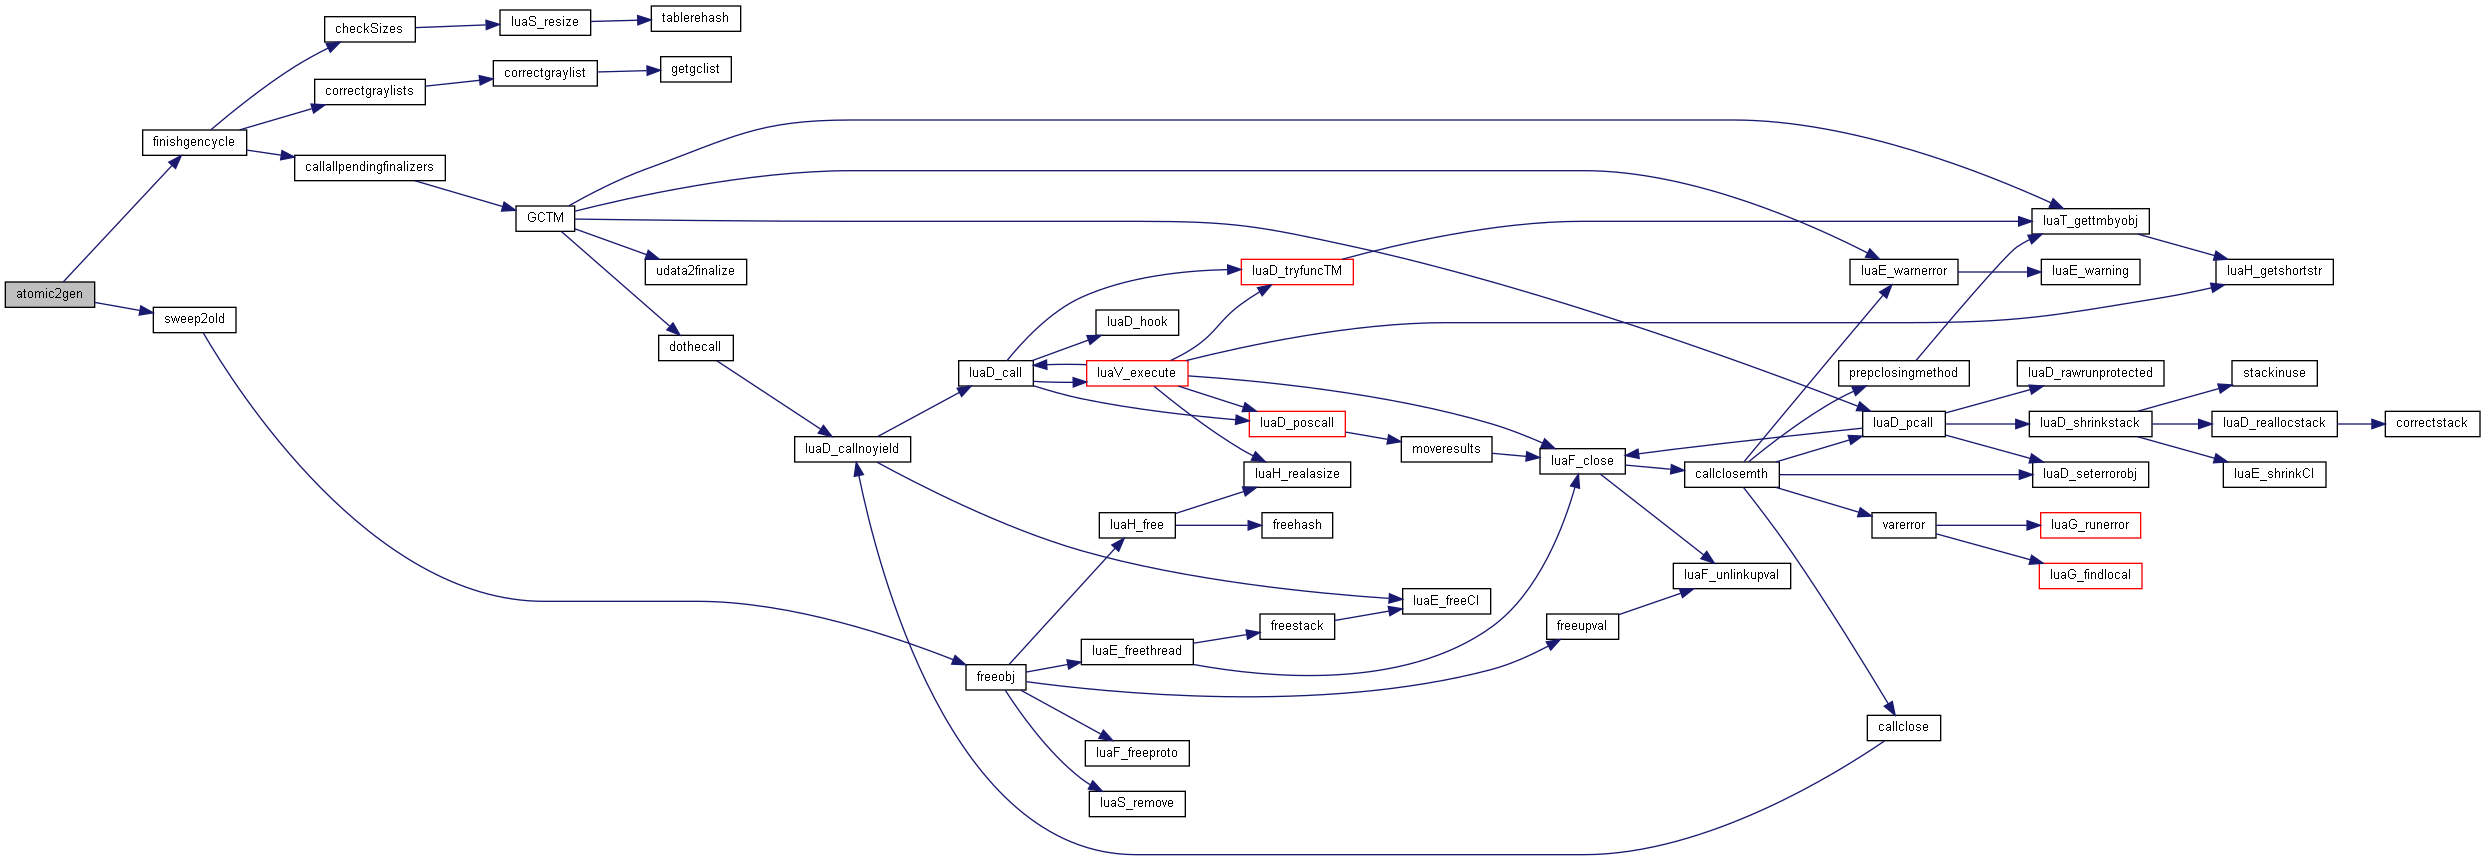 atomic2gen
finishgencycle
sweep2old
checkSizes
correctgraylists
callallpendingfinalizers
luaS_resize
correctgraylist
GCTM
tablerehash
getgclist
udata2finalize
dothecall
luaD_callnoyield
luaD_call
freeobj
luaD_hook
luaV_execute
luaH_free
luaE_freethread
luaF_freeproto
luaS_remove
luaD_tryfuncTM
luaD_poscall
luaH_realasize
freehash
freestack
moveresults
luaE_freeCI
luaF_close
freeupval
callclosemth
luaF_unlinkupval
luaE_warnerror
prepclosingmethod
luaD_pcall
varerror
callclose
luaT_gettmbyobj
luaE_warning
luaD_rawrunprotected
luaD_shrinkstack
luaD_seterrorobj
luaG_runerror
luaG_findlocal
luaH_getshortstr
stackinuse
luaD_reallocstack
luaE_shrinkCI
correctstack